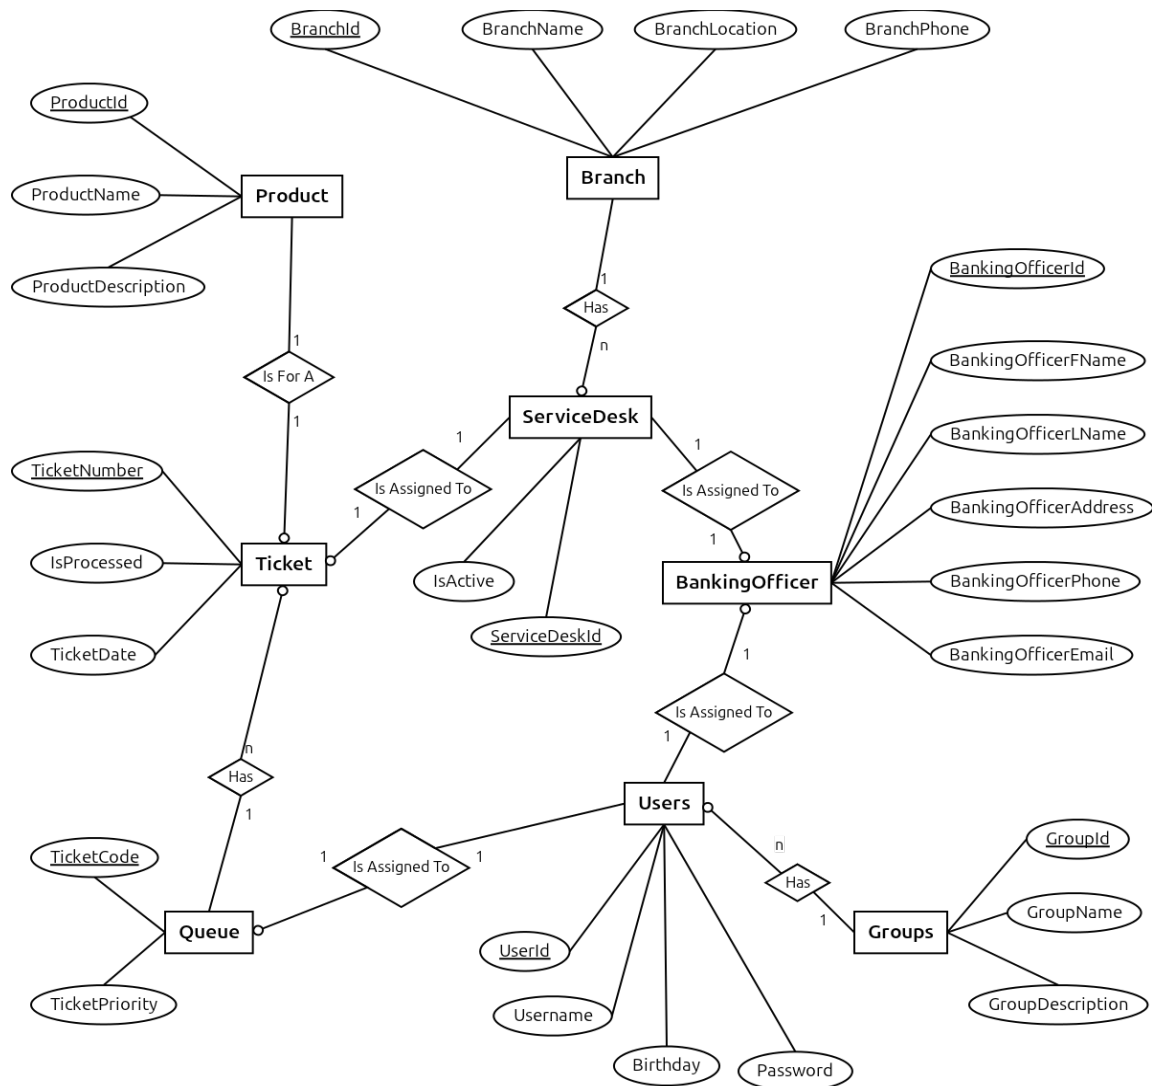 BranchId
BranchName
BranchLocation
BranchPhone
ProductId
Branch
ProductName
Product
BankingOfficerId
ProductDescription
1
Has
1
n
BankingOfficerFName
Is For A
1
ServiceDesk
1
1
BankingOfficerLName
TicketNumber
Is Assigned To
Is Assigned To
1
BankingOfficerAddress
1
IsProcessed
Ticket
IsActive
BankingOfficer
BankingOfficerPhone
ServiceDeskId
TicketDate
1
BankingOfficerEmail
Is Assigned To
1
n
Has
1
Users
TicketCode
1
Is Assigned To
1
n
GroupId
Has
1
GroupName
Queue
Groups
UserId
TicketPriority
Username
GroupDescription
Birthday
Password